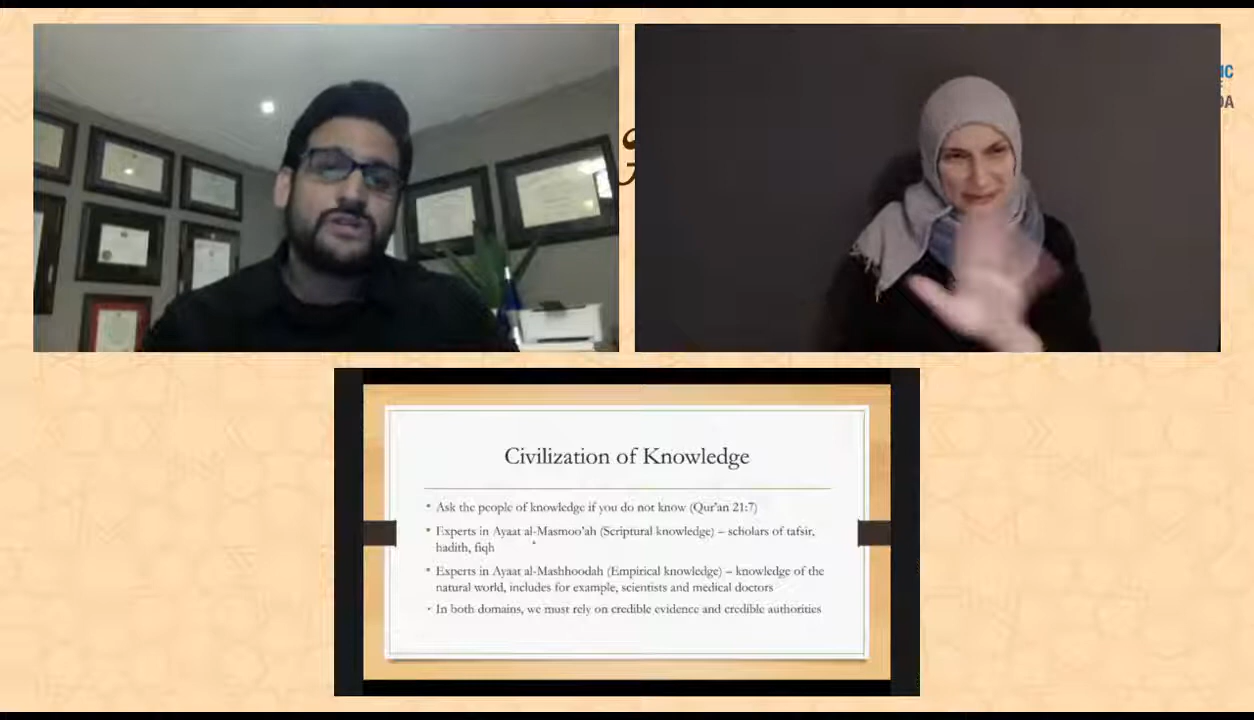 IC
DA
Civilization of Knowledge
• Ask the people of knowledge if you do not know (Qur'an 21:7)
• Experts in Ayaat al-Masmoo'ah (Scriptural knowledge) – scholars of tafsir,
hadith, fiqh
• Experts in Ayaat al-Mashhoodah (Empirical knowledge) – knowledge of the
natural world, includes for example, scientists and medical doctors
• In both domains, we must rely on credible evidence and credible authorities